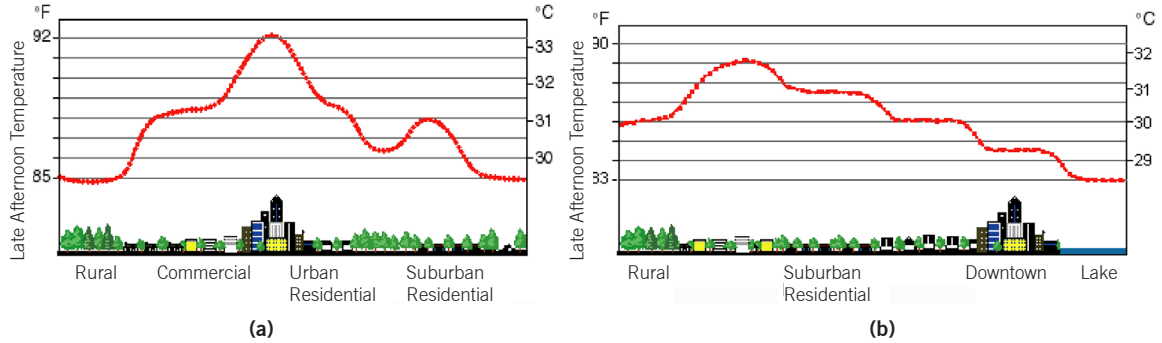 °F
°C
92
33
32
31
30
85
Late Afternoon Temperature
Rural
Commercial
Urban
Residential
Suburban
Residential
(a)
°F
°C
90
32
31
30
29
83
Late Afternoon Temperature
Rural
Suburban
Residential
Downtown
Lake
(b)